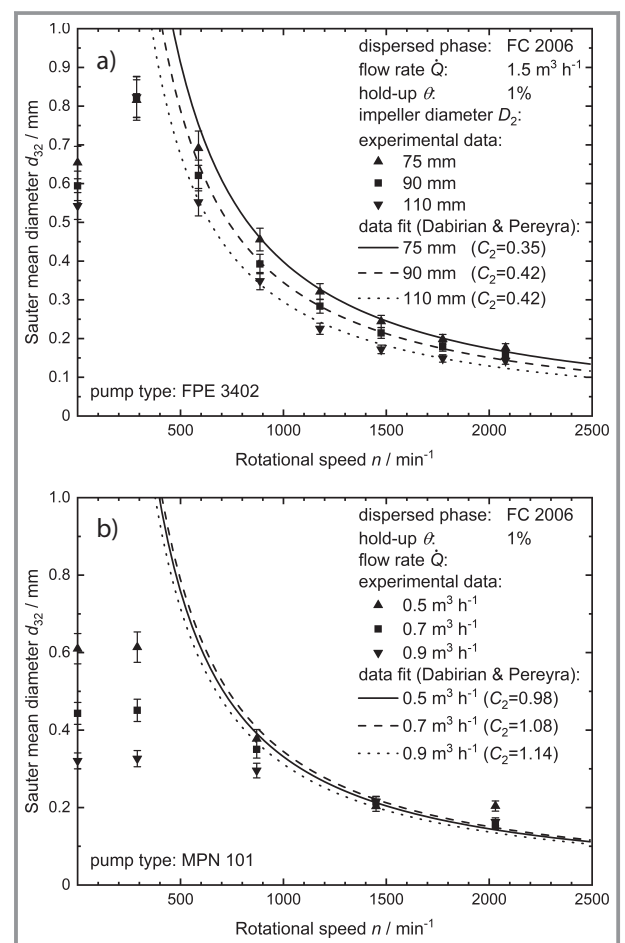 a)
dispersed phase: FC 2006
flow rate Q̇: 1.5 m³ h⁻¹
hold-up θ: 1%
impeller diameter D₂:
experimental data:
75 mm
90 mm
110 mm
data fit (Dabirian & Pereyra):
75 mm (C₂=0.35)
90 mm (C₂=0.42)
110 mm (C₂=0.42)
Sauter mean diameter d₃₂ / mm
1.0
0.9
0.8
0.7
0.6
0.5
0.4
0.3
0.2
0.1
0
pump type: FPE 3402
500 1000 1500 2000 2500
Rotational speed n / min⁻¹
b)
dispersed phase: FC 2006
hold-up θ: 1%
flow rate Q̇:
experimental data:
0.5 m³ h⁻¹
0.7 m³ h⁻¹
0.9 m³ h⁻¹
data fit (Dabirian & Pereyra):
0.5 m³ h⁻¹ (C₂=0.98)
0.7 m³ h⁻¹ (C₂=1.08)
0.9 m³ h⁻¹ (C₂=1.14)
Sauter mean diameter d₃₂ / mm
1.0
0.8
0.6
0.4
0.2
0
pump type: MPN 101
500 1000 1500 2000 2500
Rotational speed n / min⁻¹